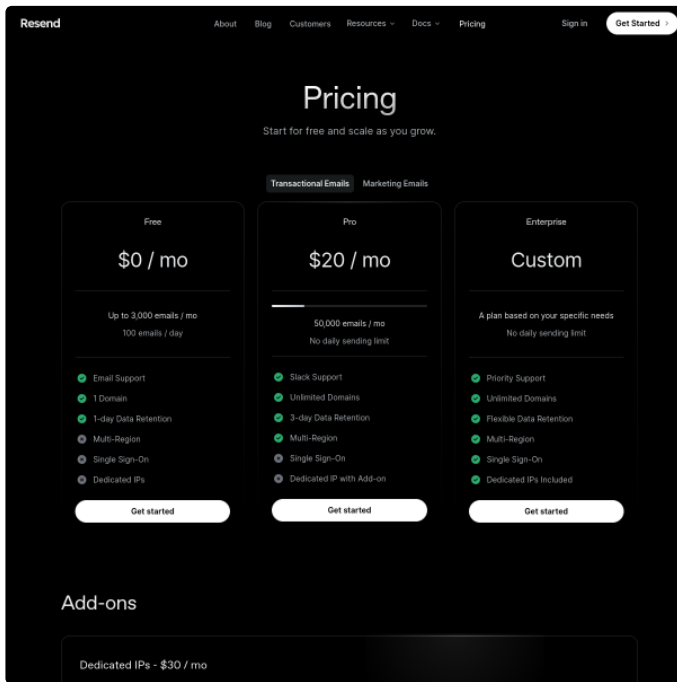 Resend
About Blog Customers Resources Docs Pricing
Sign in Get Started
Pricing
Start for free and scale as you grow.
Transactional Emails Marketing Emails
Free
$0 / mo
Up to 3,000 emails / mo
100 emails / day
Email Support
1 Domain
1-day Data Retention
Multi-Region
Single Sign-On
Dedicated IPs
Get started
Pro
$20 / mo
50,000 emails / mo
No daily sending limit
Slack Support
Unlimited Domains
3-day Data Retention
Multi-Region
Single Sign-On
Dedicated IP with Add-on
Get started
Enterprise
Custom
A plan based on your specific needs
No daily sending limit
Priority Support
Unlimited Domains
Flexible Data Retention
Multi-Region
Single Sign-On
Dedicated IPs Included
Get started
Add-ons
Dedicated IPs - $30 / mo